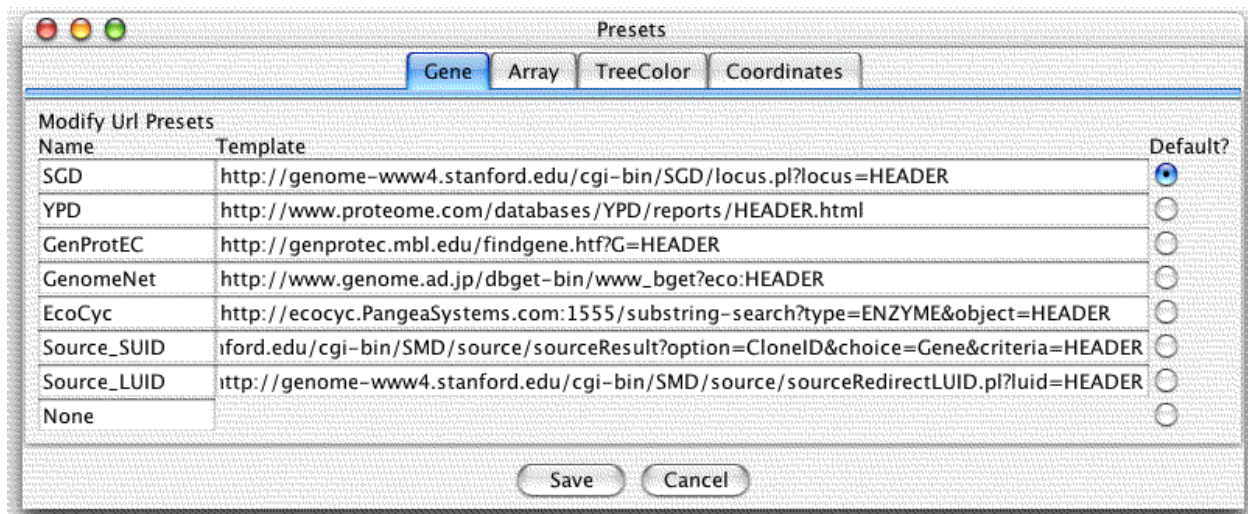 Presets
Gene Array TreeColor Coordinates
Modify Url Presets
Name Template Default?
SGD http://genome-www4.stanford.edu/cgi-bin/SGD/locus.pl?locus=HEADER
YPD http://www.proteome.com/databases/YPD/reports/HEADER.html
GenProtEC http://genprotec.mbl.edu/findgene.htf?G=HEADER
GenomeNet http://www.genome.ad.jp/dbget-bin/www_bget?eco:HEADER
EcoCyc http://ecocyc.PangeaSystems.com:1555/substring-search?type=ENZYME&object=HEADER
Source_SUID nford.edu/cgi-bin/SMD/source/sourceResult?option=CloneID&choice=Gene&criteria=HEADER
Source_LUID http://genome-www4.stanford.edu/cgi-bin/SMD/source/sourceRedirectLUID.pl?luid=HEADER
None
Save Cancel